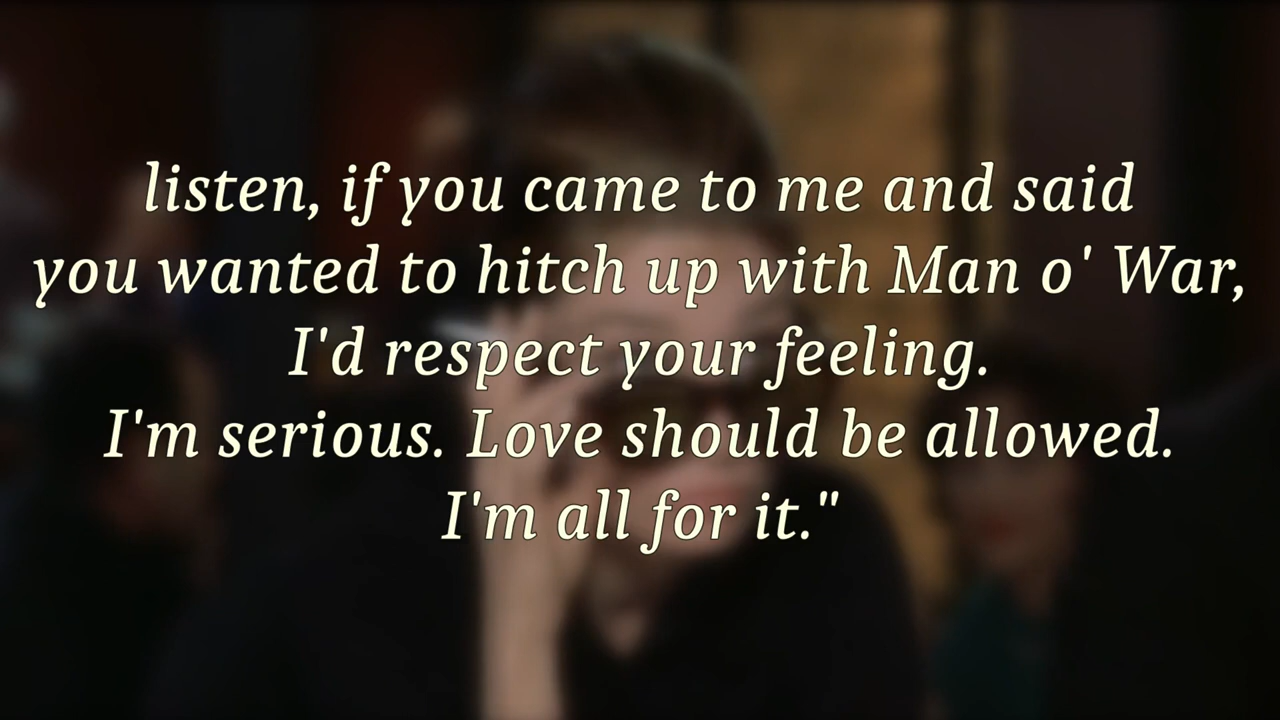 listen, if you came to me and said
you wanted to hitch up with Man o' War,
I'd respect your feeling.
I'm serious. Love should be allowed.
I'm all for it."